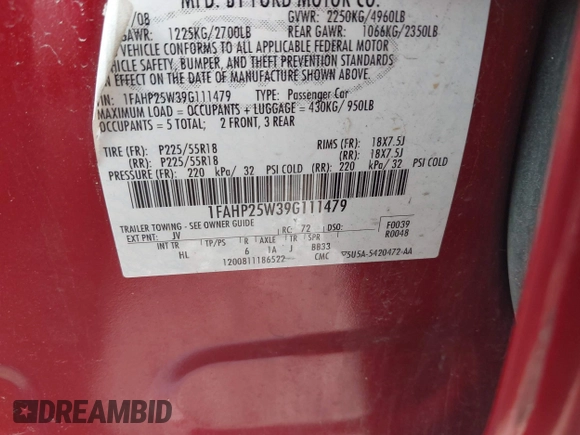 MFD. BY FORD MOTOR CO.
/08 GVWR: 2250KG/4960LB
GAWR: 1225KG/2700LB REAR GAWR: 1066KG/2350LB
VEHICLE CONFORMS TO ALL APPLICABLE FEDERAL MOTOR
VEHICLE SAFETY, BUMPER, AND THEFT PREVENTION STANDARDS
IN EFFECT ON THE DATE OF MANUFACTURE SHOWN ABOVE.
VIN: 1FAHP25W39G111479 TYPE: Passenger Car
MAXIMUM LOAD = OCCUPANTS + LUGGAGE = 430KG/ 950LB
OCCUPANTS = 5 TOTAL; 2 FRONT, 3 REAR
TIRE (FR): P225/55R18 RIMS (FR): 18X7.5J
(RR): P225/55R18 (RR): 18X7.5J
PRESSURE (FR): 220 kPa/ 32 PSI COLD (RR): 220 kPa/ 32 PSI COLD
1FAHP25W39G111479
TRAILER TOWING - SEE OWNER GUIDE
EXT PNT: JV RC: 72 DSO: F0039
R0048
INT TR TP/PS R AXLE TR SPR
HL 6 1A J BB33
1200811186522 CMC 5U5A-5420472-AA
DREAMBID